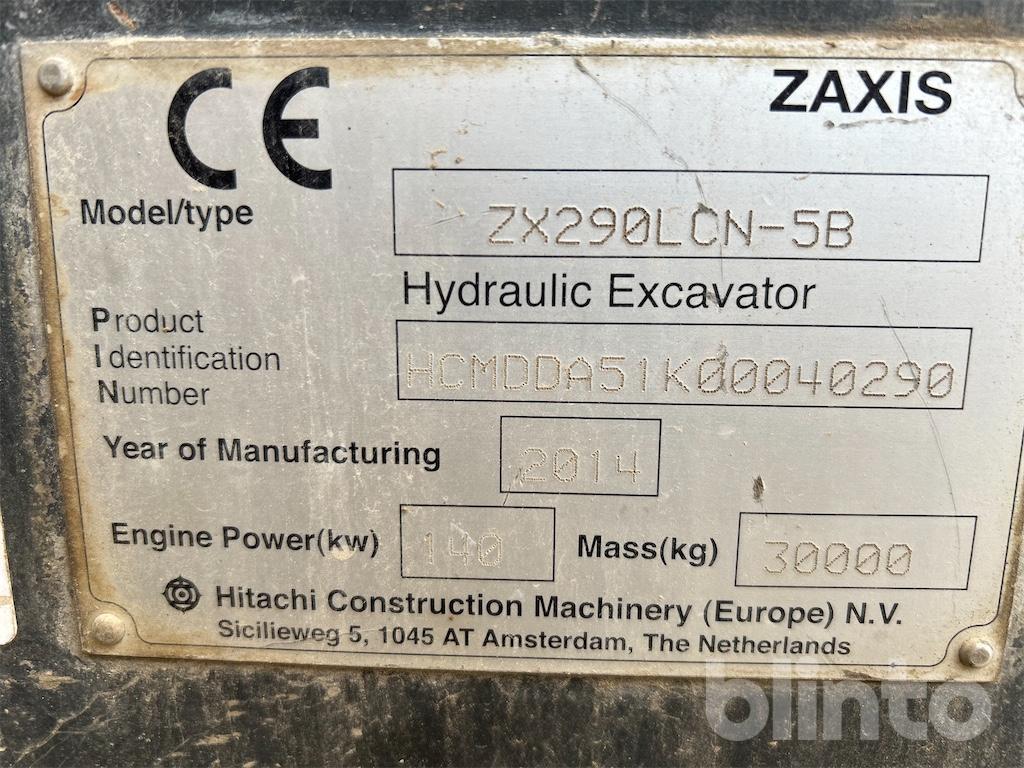 CE
ZAXIS
Model/type ZX290LCN-5B
Hydraulic Excavator
Product
Identification HCMDDA51K00040290
Number
Year of Manufacturing 2014
Engine Power(kw) 140 Mass(kg) 30000
Hitachi Construction Machinery (Europe) N.V.
Sicilieweg 5, 1045 AT Amsterdam, The Netherlands
blinto